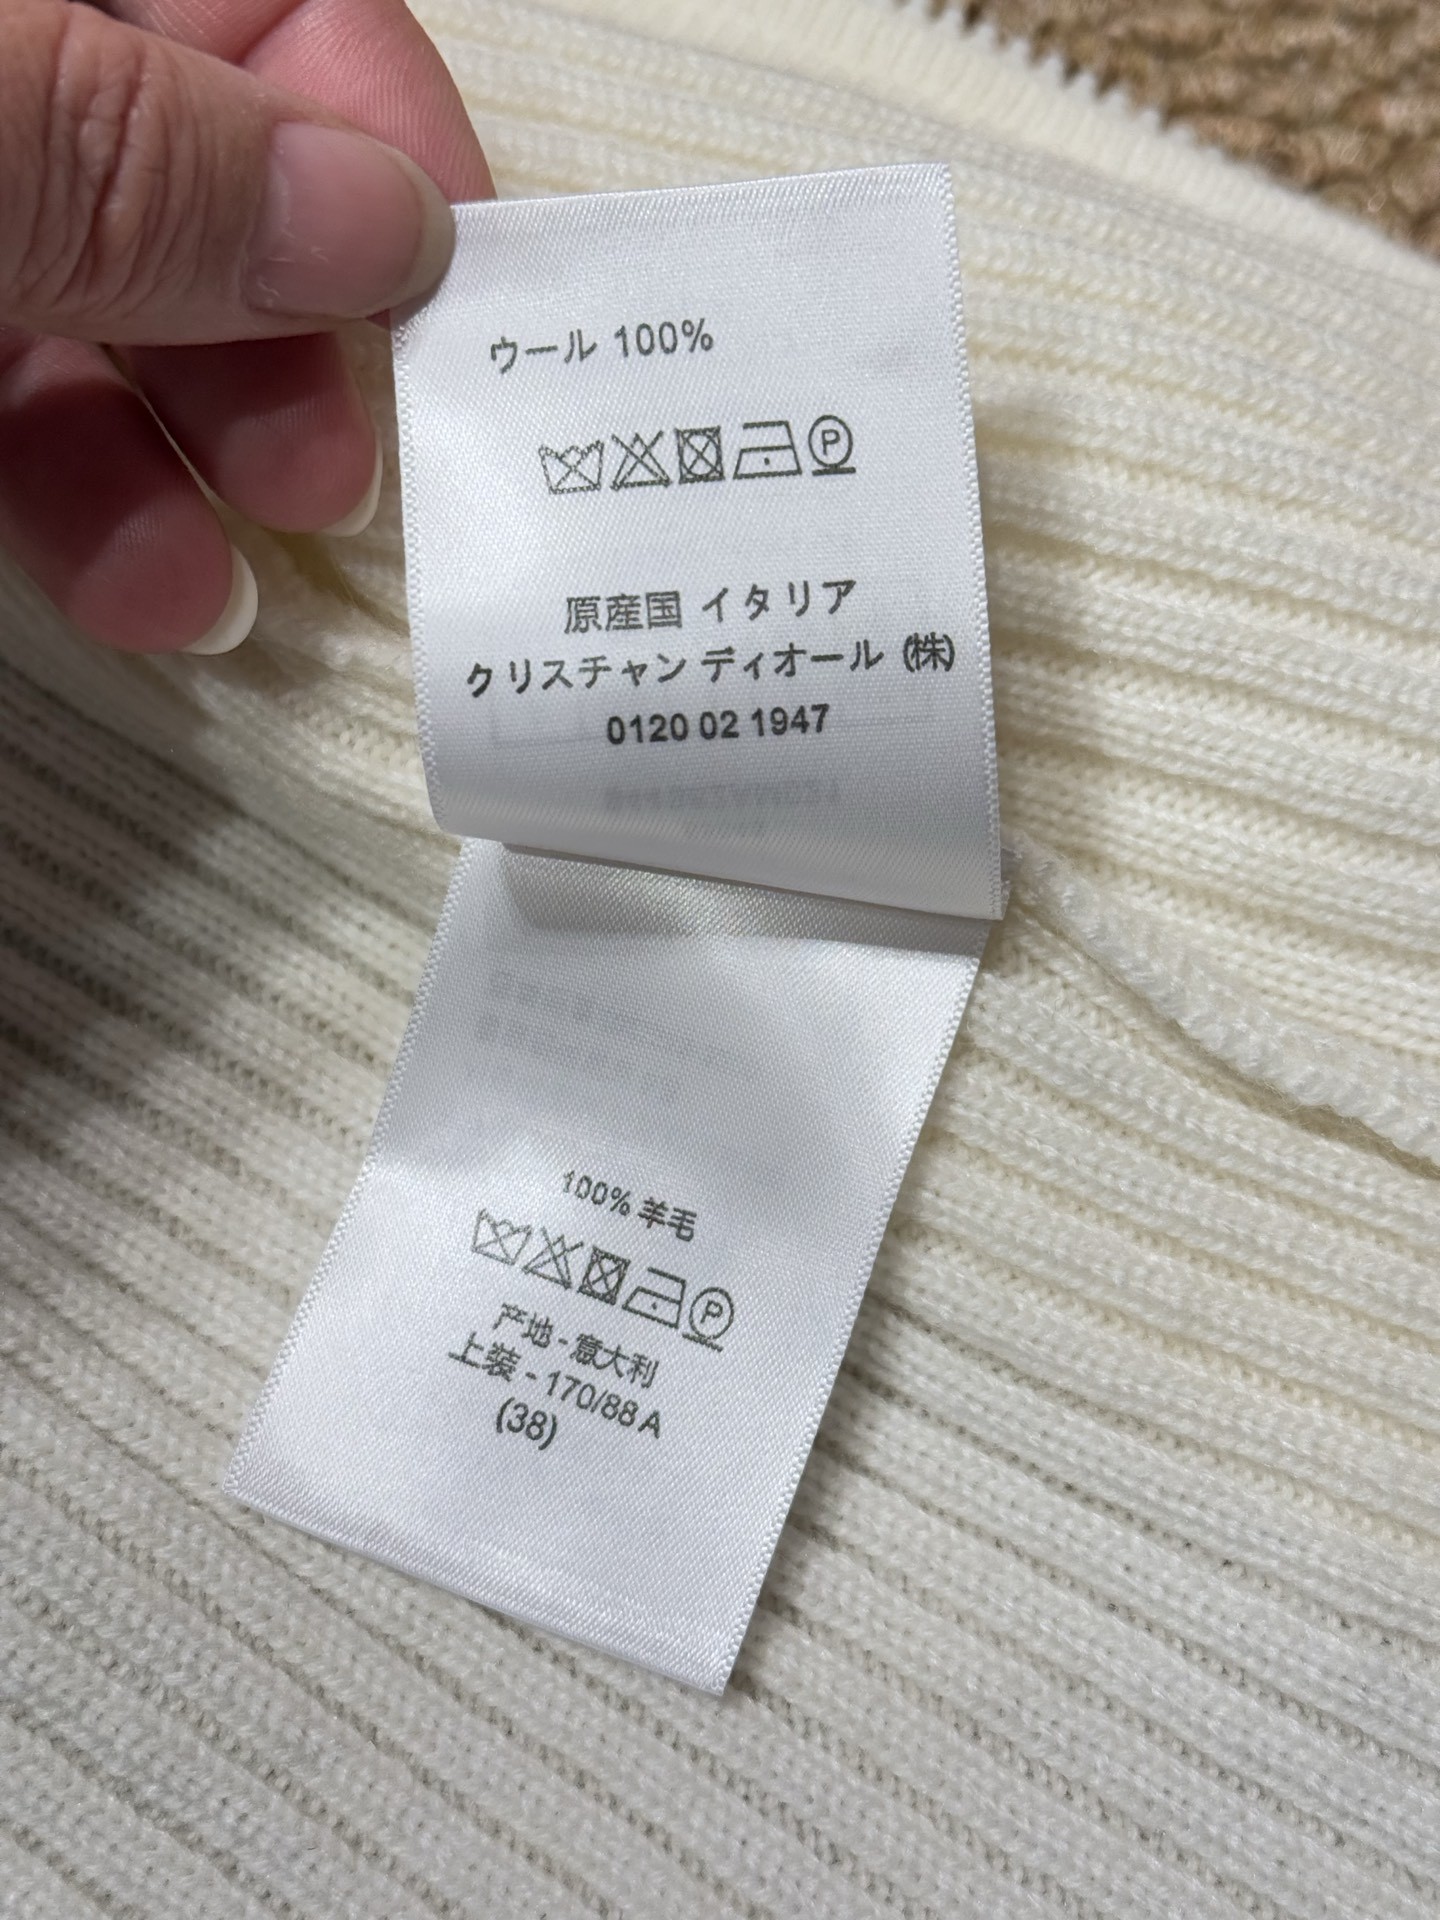 ウール 100%
P
原産国 イタリア
クリスチャン ディオール (株)
0120 02 1947
100% 羊毛
P
产地 - 意大利
上装 - 170/88 A
(38)